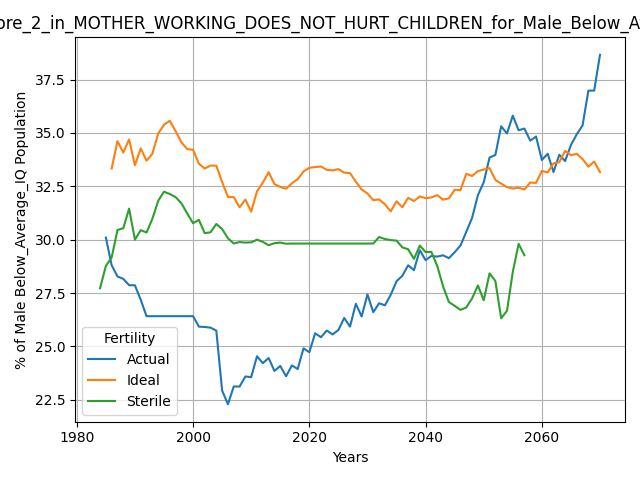 ore_2_in_MOTHER_WORKING_DOES_NOT_HURT_CHILDREN_for_Male_Below_A
37.5
35.0
32.5
30.0
27.5
25.0
22.5
% of Male Below_Average_IQ Population
Fertility
Actual
Ideal
Sterile
1980
2000
2020
2040
2060
Years